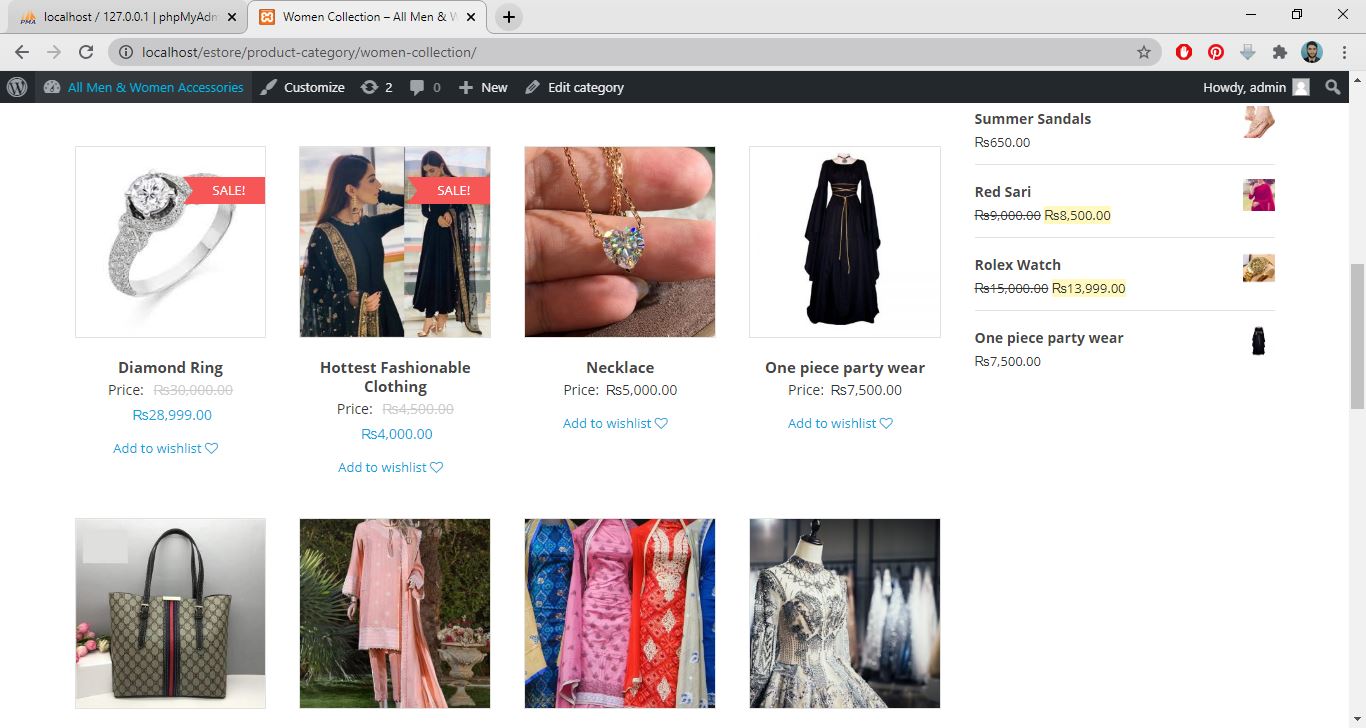 localhost / 127.0.0.1 | phpMyAdm
Women Collection – All Men & W
localhost/estore/product-category/women-collection/
All Men & Women Accessories
Customize
2
0
New
Edit category
Howdy, admin
SALE!
SALE!
Diamond Ring
Price: ₨30,000.00
₨28,999.00
Add to wishlist
Hottest Fashionable
Clothing
Price: ₨4,500.00
₨4,000.00
Add to wishlist
Necklace
Price: ₨5,000.00
Add to wishlist
One piece party wear
Price: ₨7,500.00
Add to wishlist
Summer Sandals
₨650.00
Red Sari
₨9,000.00 ₨8,500.00
Rolex Watch
₨15,000.00 ₨13,999.00
One piece party wear
₨7,500.00